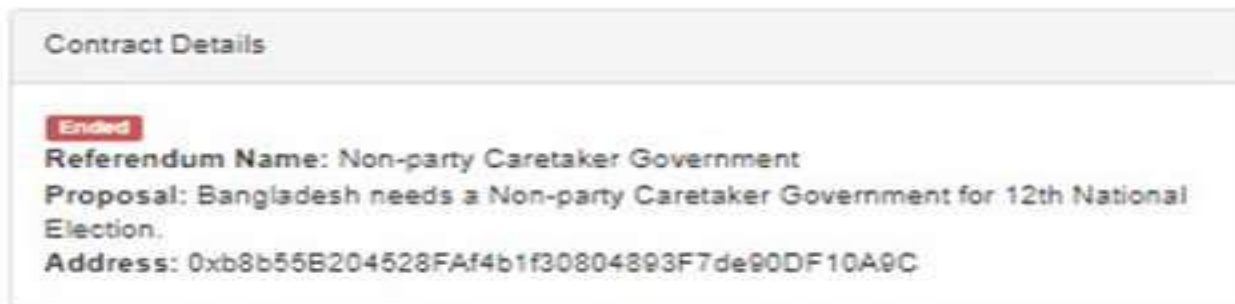 Contract Details
Ended
Referendum Name: Non-party Caretaker Government
Proposal: Bangladesh needs a Non-party Caretaker Government for 12th National
Election.
Address: 0xb8b55B204528FAf4b1f30804893F7de90DF10A9C